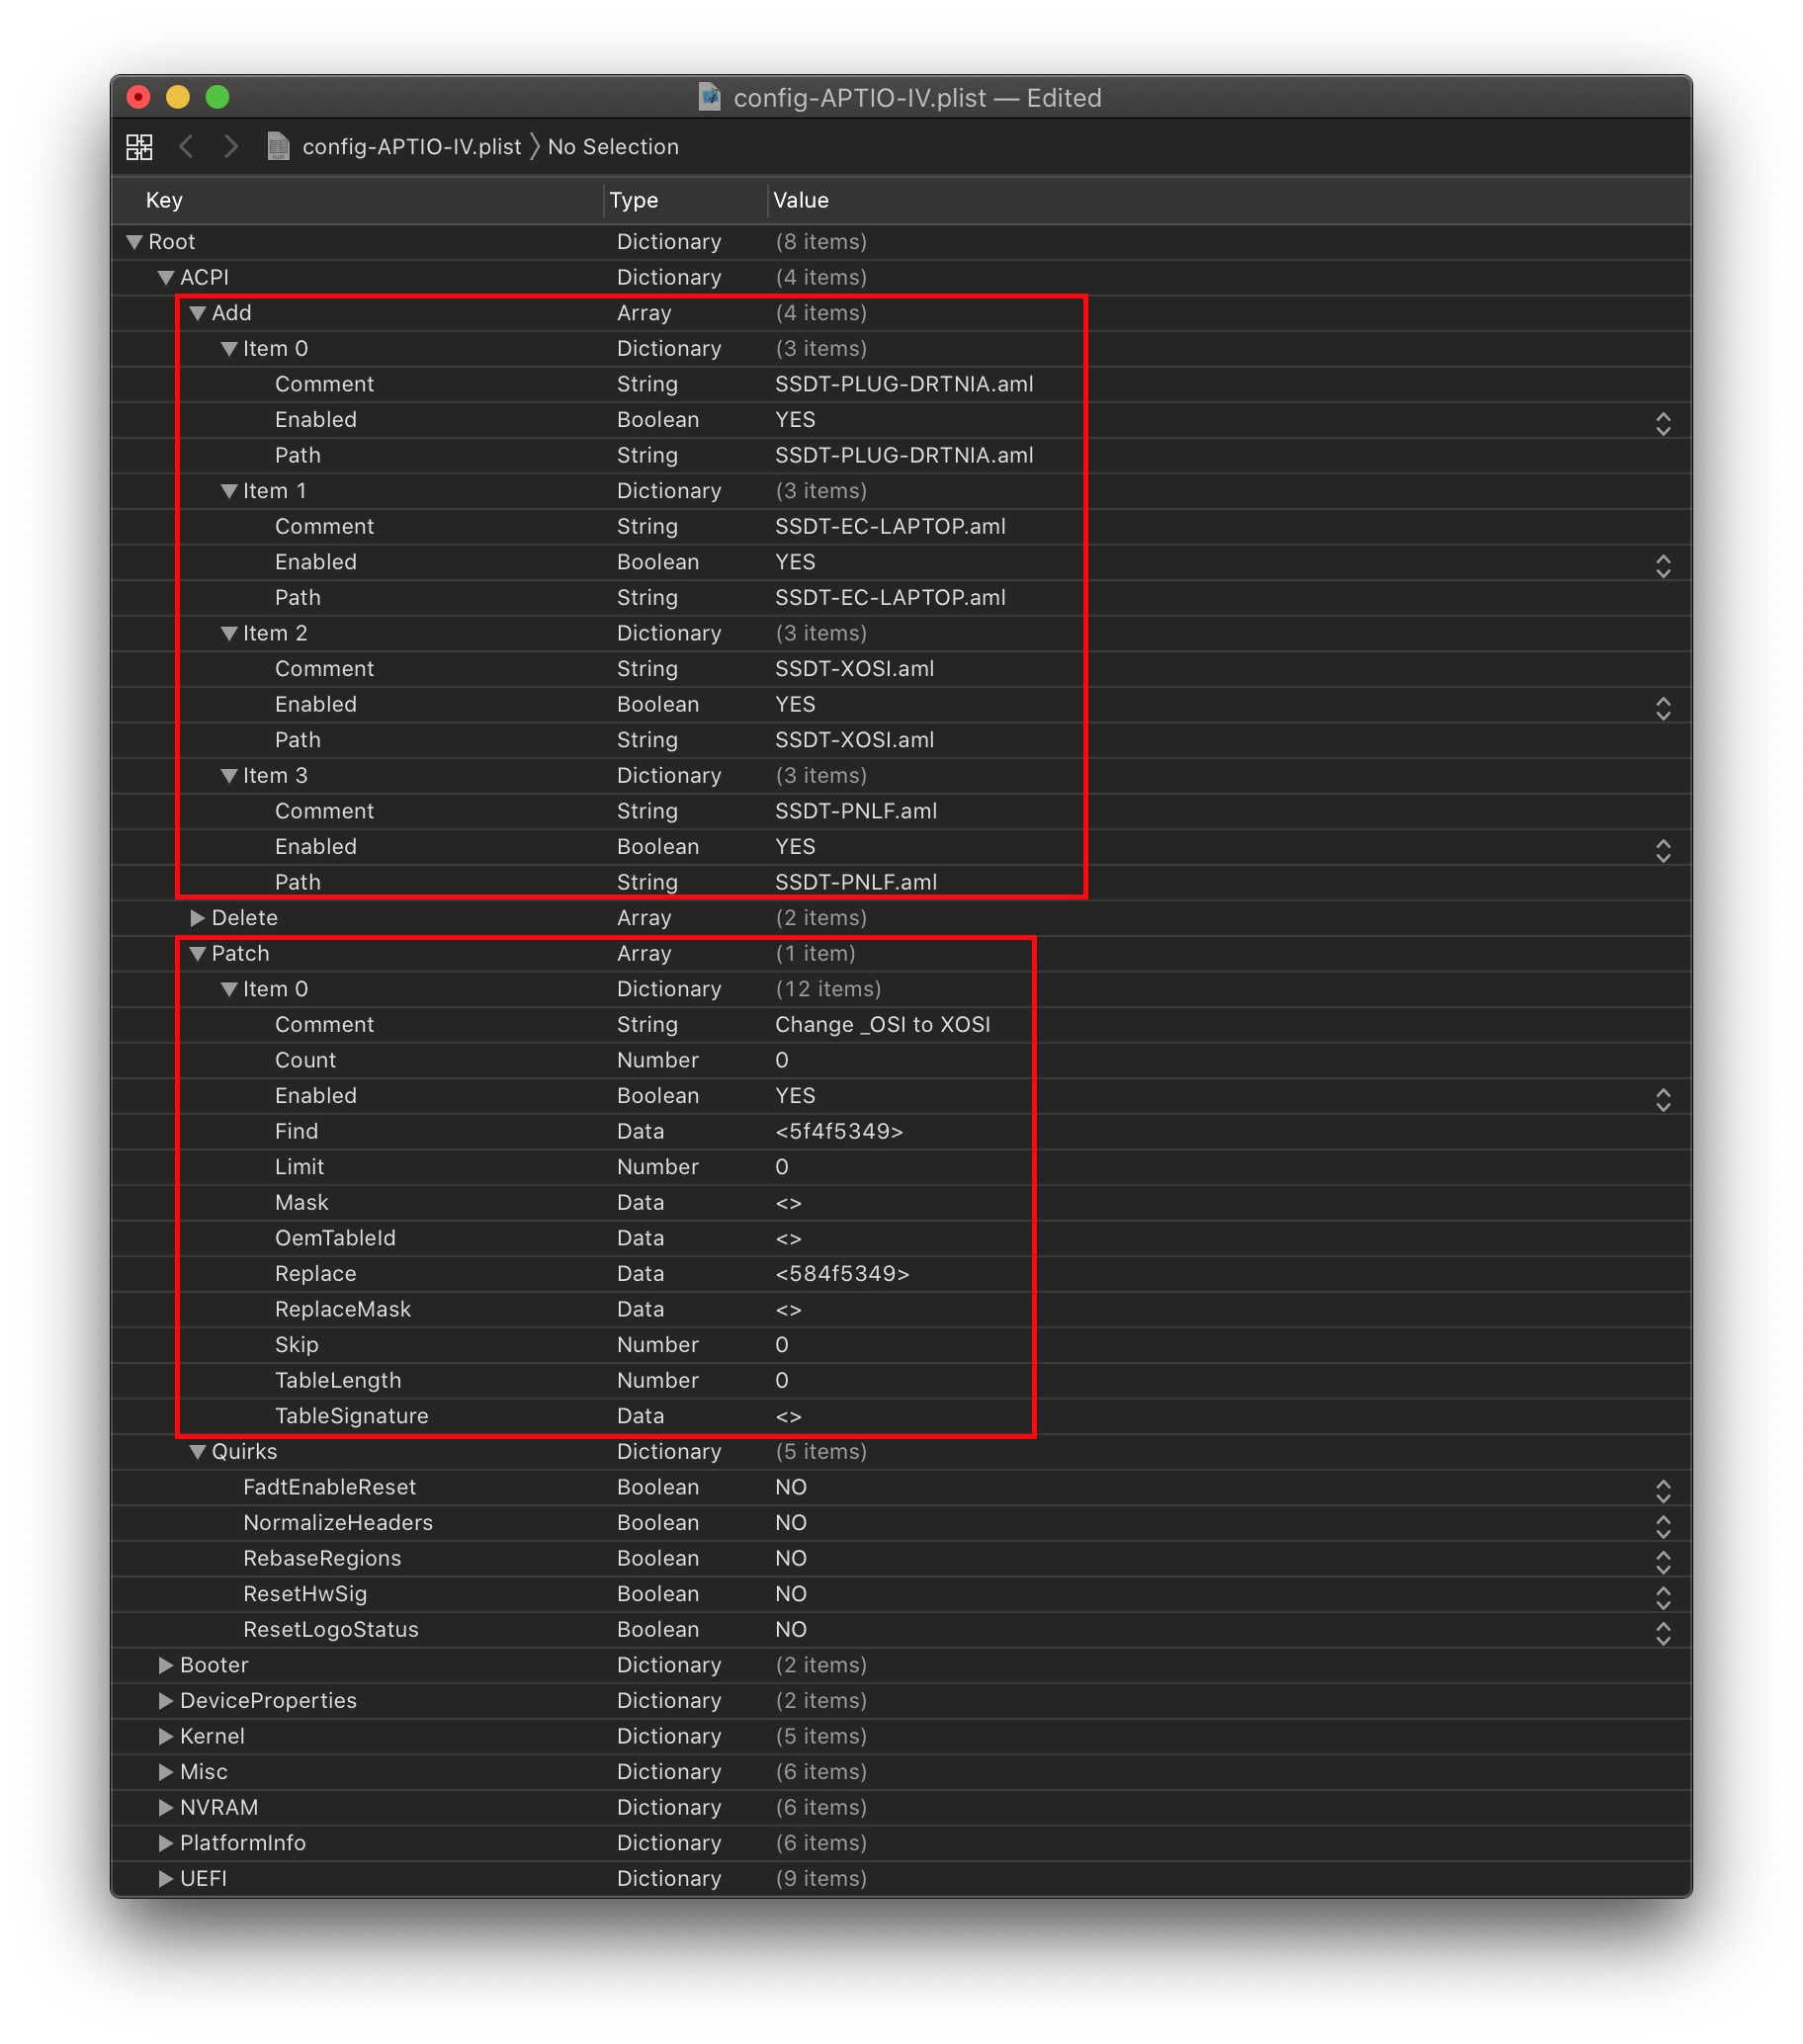 config-APTIO-IV.plist — Edited
config-APTIO-IV.plist 〉 No Selection
Key Type Value
Root Dictionary (8 items)
ACPI Dictionary (4 items)
Add Array (4 items)
Item 0 Dictionary (3 items)
Comment String SSDT-PLUG-DRTNIA.aml
Enabled Boolean YES
Path String SSDT-PLUG-DRTNIA.aml
Item 1 Dictionary (3 items)
Comment String SSDT-EC-LAPTOP.aml
Enabled Boolean YES
Path String SSDT-EC-LAPTOP.aml
Item 2 Dictionary (3 items)
Comment String SSDT-XOSI.aml
Enabled Boolean YES
Path String SSDT-XOSI.aml
Item 3 Dictionary (3 items)
Comment String SSDT-PNLF.aml
Enabled Boolean YES
Path String SSDT-PNLF.aml
Delete Array (2 items)
Patch Array (1 item)
Item 0 Dictionary (12 items)
Comment String Change _OSI to XOSI
Count Number 0
Enabled Boolean YES
Find Data <5f4f5349>
Limit Number 0
Mask Data <>
OemTableId Data <>
Replace Data <584f5349>
ReplaceMask Data <>
Skip Number 0
TableLength Number 0
TableSignature Data <>
Quirks Dictionary (5 items)
FadtEnableReset Boolean NO
NormalizeHeaders Boolean NO
RebaseRegions Boolean NO
ResetHwSig Boolean NO
ResetLogoStatus Boolean NO
Booter Dictionary (2 items)
DeviceProperties Dictionary (2 items)
Kernel Dictionary (5 items)
Misc Dictionary (6 items)
NVRAM Dictionary (6 items)
PlatformInfo Dictionary (6 items)
UEFI Dictionary (9 items)